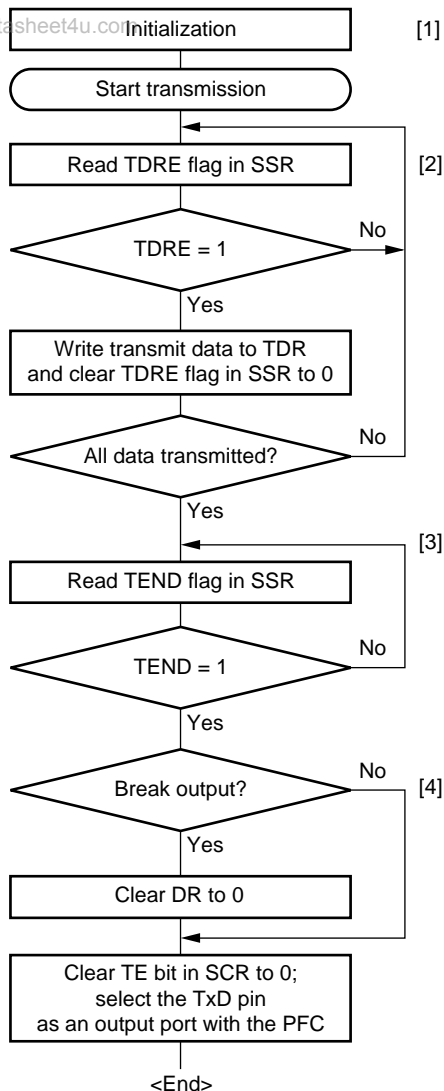 asheet4u.com
Initialization
[1]
Start transmission
Read TDRE flag in SSR
[2]
TDRE = 1
No
Yes
Write transmit data to TDR
and clear TDRE flag in SSR to 0
All data transmitted?
No
Yes
[3]
Read TEND flag in SSR
TEND = 1
No
Yes
Break output?
No
[4]
Yes
Clear DR to 0
Clear TE bit in SCR to 0;
select the TxD pin
as an output port with the PFC
<End>